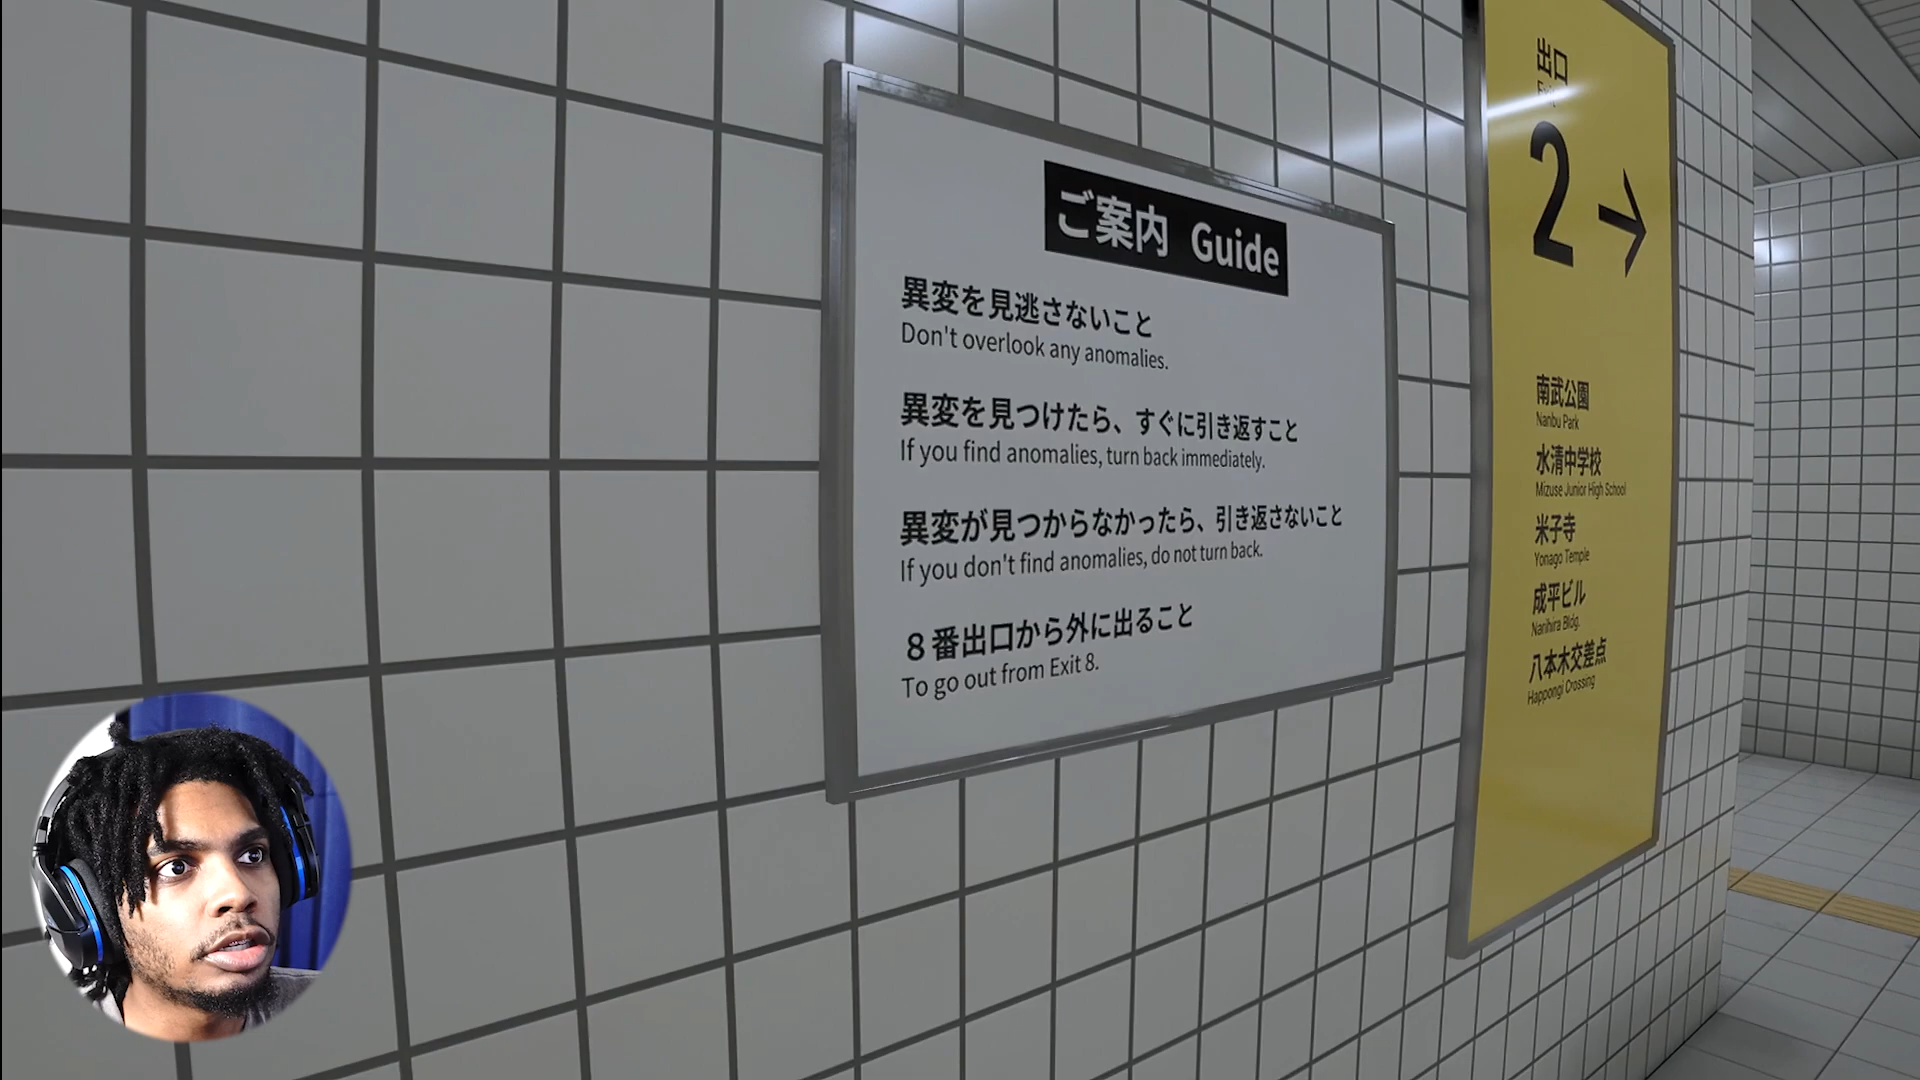 ご案内 Guide
異変を見逃さないこと
Don't overlook any anomalies.
異変を見つけたら、すぐに引き返すこと
If you find anomalies, turn back immediately.
異変が見つからなかったら、引き返さないこと
If you don't find anomalies, do not turn back.
8番出口から外に出ること
To go out from Exit 8.
出口
Exit
2
南武公園
Nanbu Park
水清中学校
Mizuse Junior High School
米子寺
Yonago Temple
成平ビル
Narihira Bldg.
八本木交差点
Happongi Crossing